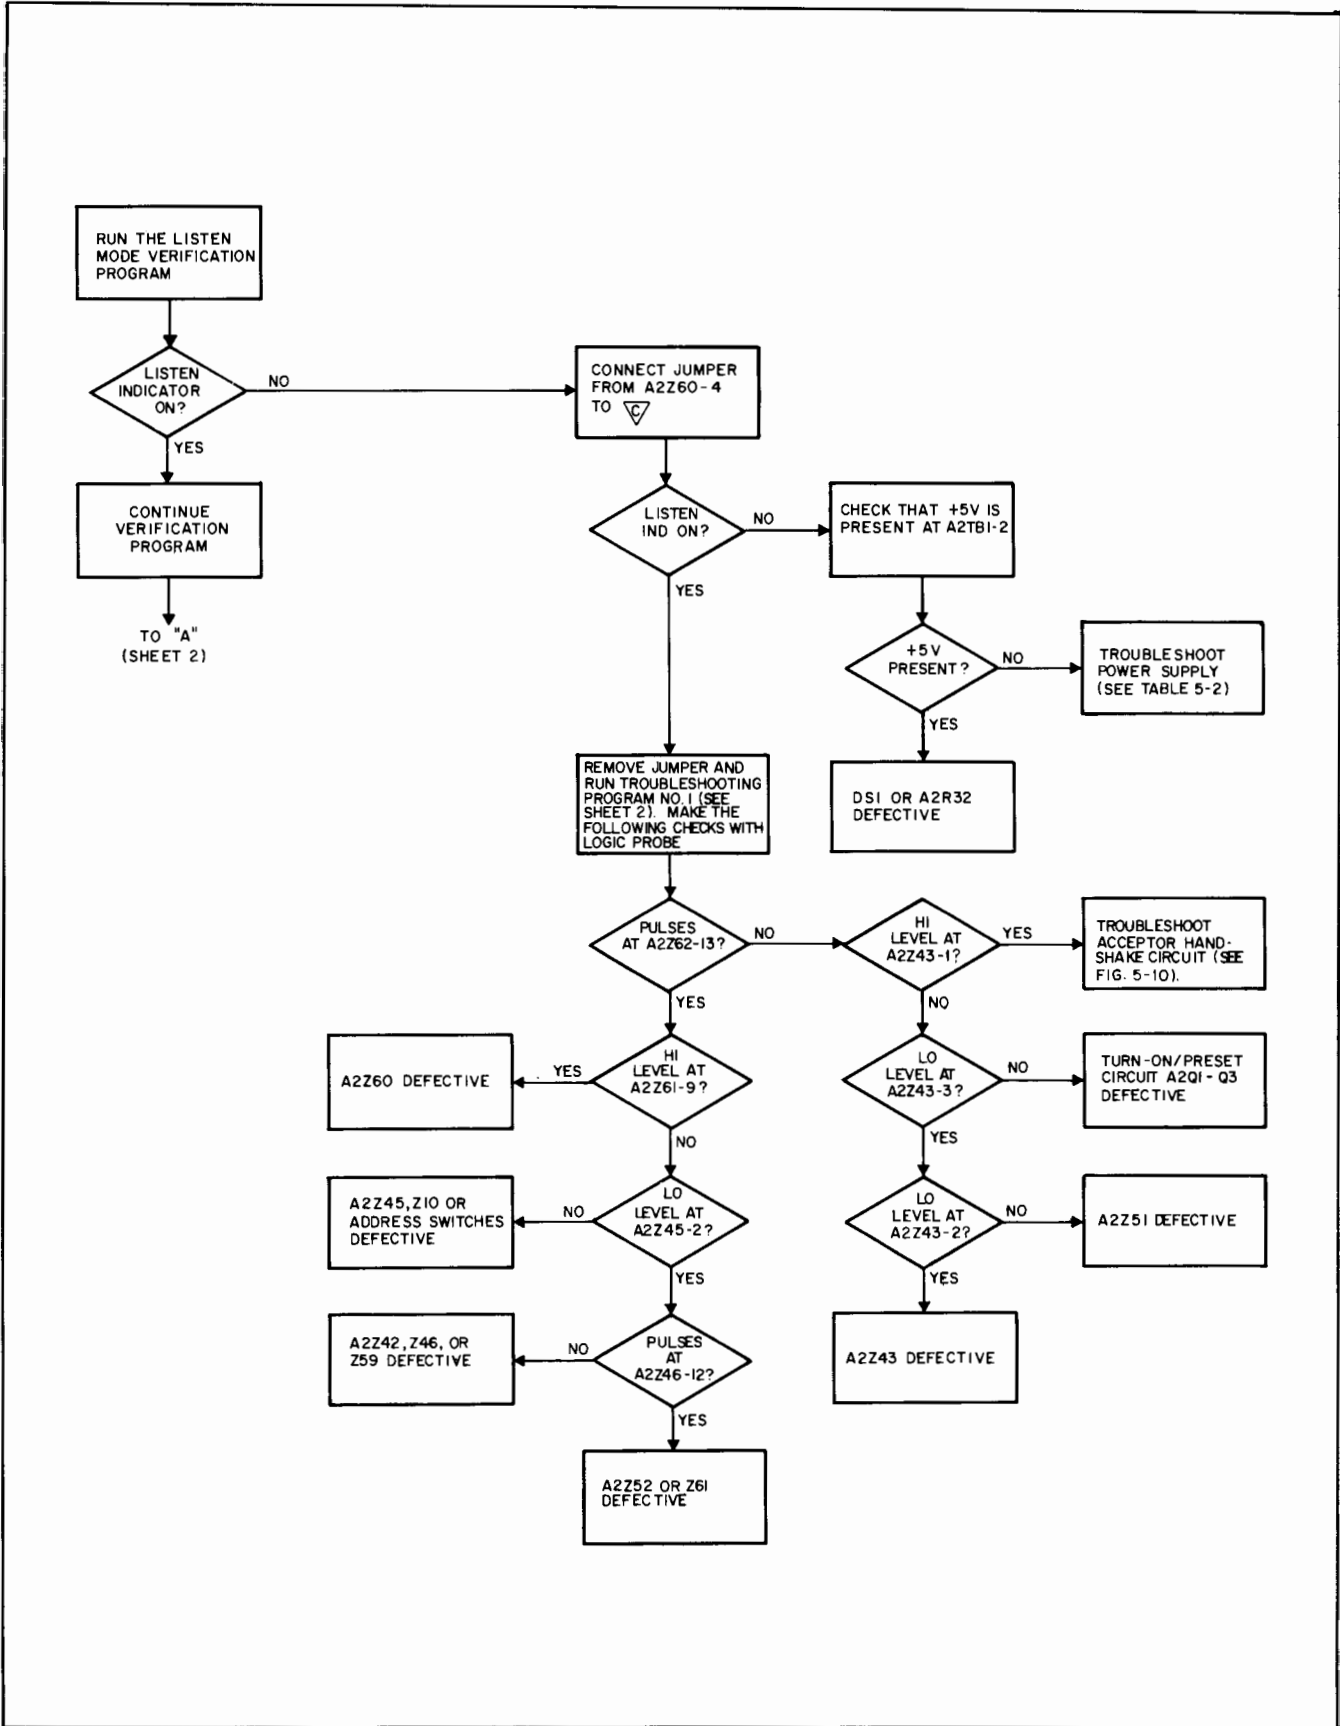 RUN THE LISTEN
MODE VERIFICATION
PROGRAM
LISTEN
INDICATOR
ON?
NO
YES
CONTINUE
VERIFICATION
PROGRAM
TO "A"
(SHEET 2)
CONNECT JUMPER
FROM A2Z60-4
TO C
LISTEN
IND ON?
NO
YES
CHECK THAT +5V IS
PRESENT AT A2TB1-2
+5V
PRESENT?
NO
YES
TROUBLESHOOT
POWER SUPPLY
(SEE TABLE 5-2)
DS1 OR A2R32
DEFECTIVE
REMOVE JUMPER AND
RUN TROUBLESHOOTING
PROGRAM NO. 1 (SEE
SHEET 2). MAKE THE
FOLLOWING CHECKS WITH
LOGIC PROBE
PULSES
AT A2Z62-13?
NO
YES
HI
LEVEL AT
A2Z43-1?
YES
NO
TROUBLESHOOT
ACCEPTOR HAND-
SHAKE CIRCUIT (SEE
FIG. 5-10).
HI
LEVEL AT
A2Z61-9?
YES
NO
A2Z60 DEFECTIVE
LO
LEVEL AT
A2Z43-3?
NO
YES
TURN-ON/PRESET
CIRCUIT A2Q1-Q3
DEFECTIVE
LO
LEVEL AT
A2Z45-2?
NO
YES
A2Z45, Z10 OR
ADDRESS SWITCHES
DEFECTIVE
LO
LEVEL AT
A2Z43-2?
NO
YES
A2Z51 DEFECTIVE
PULSES
AT
A2Z46-12?
NO
YES
A2Z42, Z46, OR
Z59 DEFECTIVE
A2Z43 DEFECTIVE
A2Z52 OR Z61
DEFECTIVE